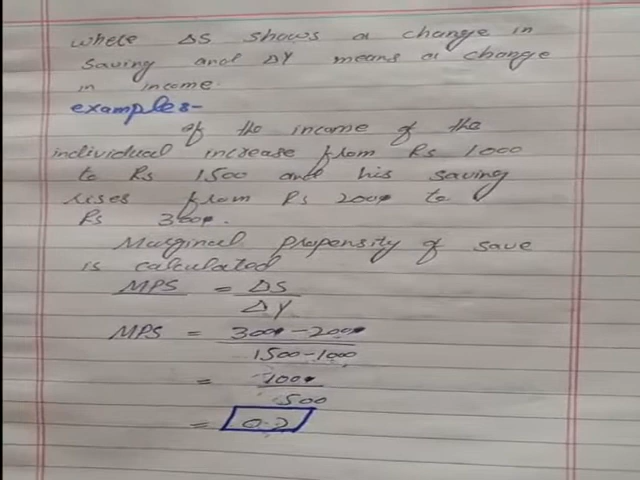 where ΔS shows a change in
saving and ΔY means a change
in income.
examples-
If the income of the
individual increase from Rs 1000
to Rs 1500 and his saving
rises from Rs 200 to
Rs 300.
Marginal propensity of save
is calculated
MPS = ΔS
ΔY
MPS = 300 - 200
1500-1000
= 100
500
= 0.2